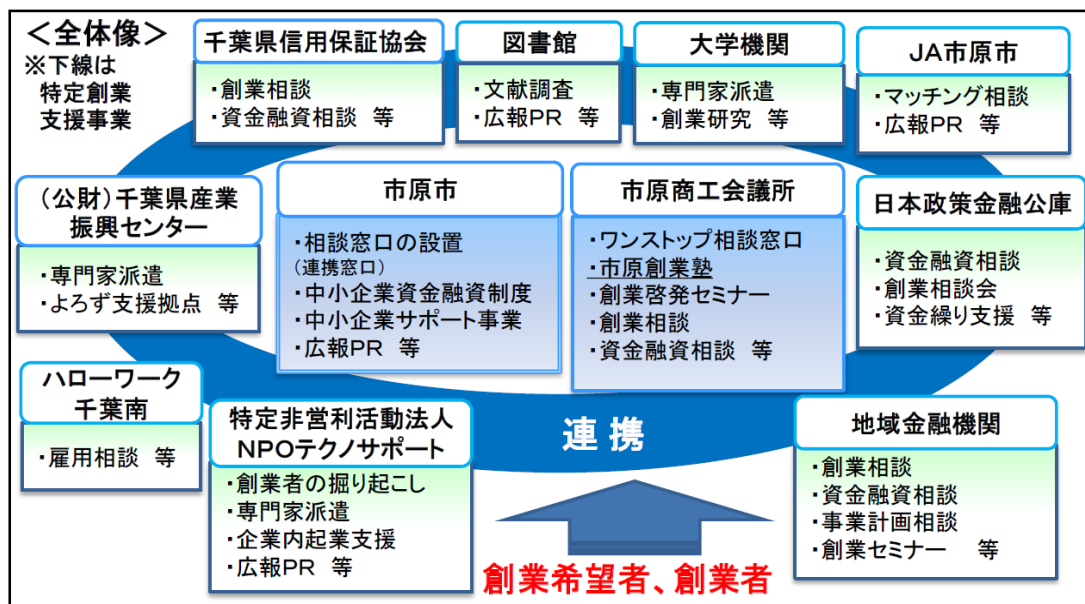 ＜全体像＞
※下線は
特定創業
支援事業
千葉県信用保証協会
・創業相談
・資金融資相談 等
図書館
・文献調査
・広報PR 等
大学機関
・専門家派遣
・創業研究 等
JA市原市
・マッチング相談
・広報PR 等
（公財）千葉県産業
振興センター
・専門家派遣
・よろず支援拠点 等
市原市
・相談窓口の設置
（連携窓口）
・中小企業資金融資制度
・中小企業サポート事業
・広報PR 等
市原商工会議所
・ワンストップ相談窓口
・市原創業塾
・創業啓発セミナー
・創業相談
・資金融資相談 等
日本政策金融公庫
・資金融資相談
・創業相談会
・資金繰り支援 等
ハローワーク
千葉南
・雇用相談 等
特定非営利活動法人
NPOテクノサポート
・創業者の掘り起こし
・専門家派遣
・企業内起業支援
・広報PR 等
連携
地域金融機関
・創業相談
・資金融資相談
・事業計画相談
・創業セミナー 等
創業希望者、創業者